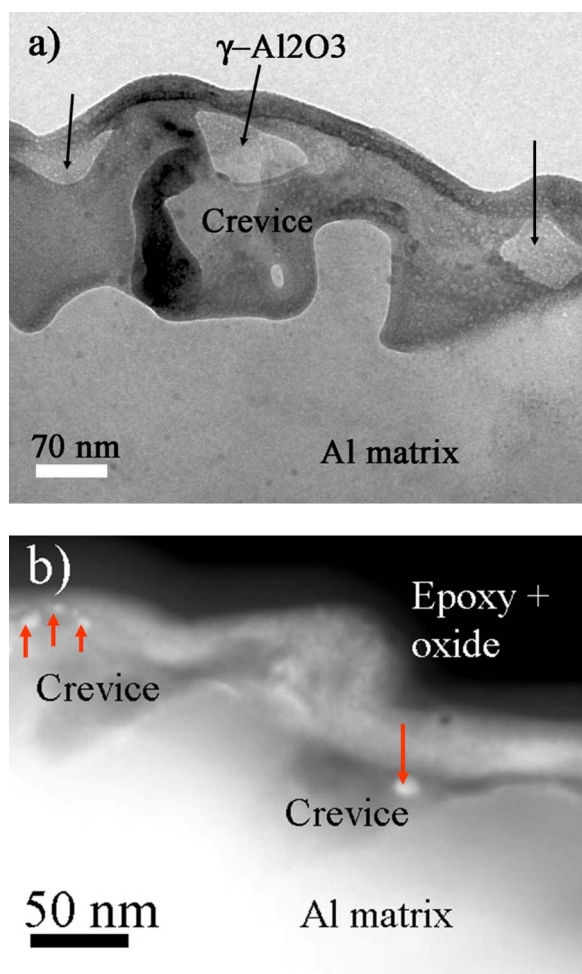 a)
γ–Al2O3
Crevice
70 nm
Al matrix
b)
Epoxy +
oxide
Crevice
Crevice
50 nm
Al matrix